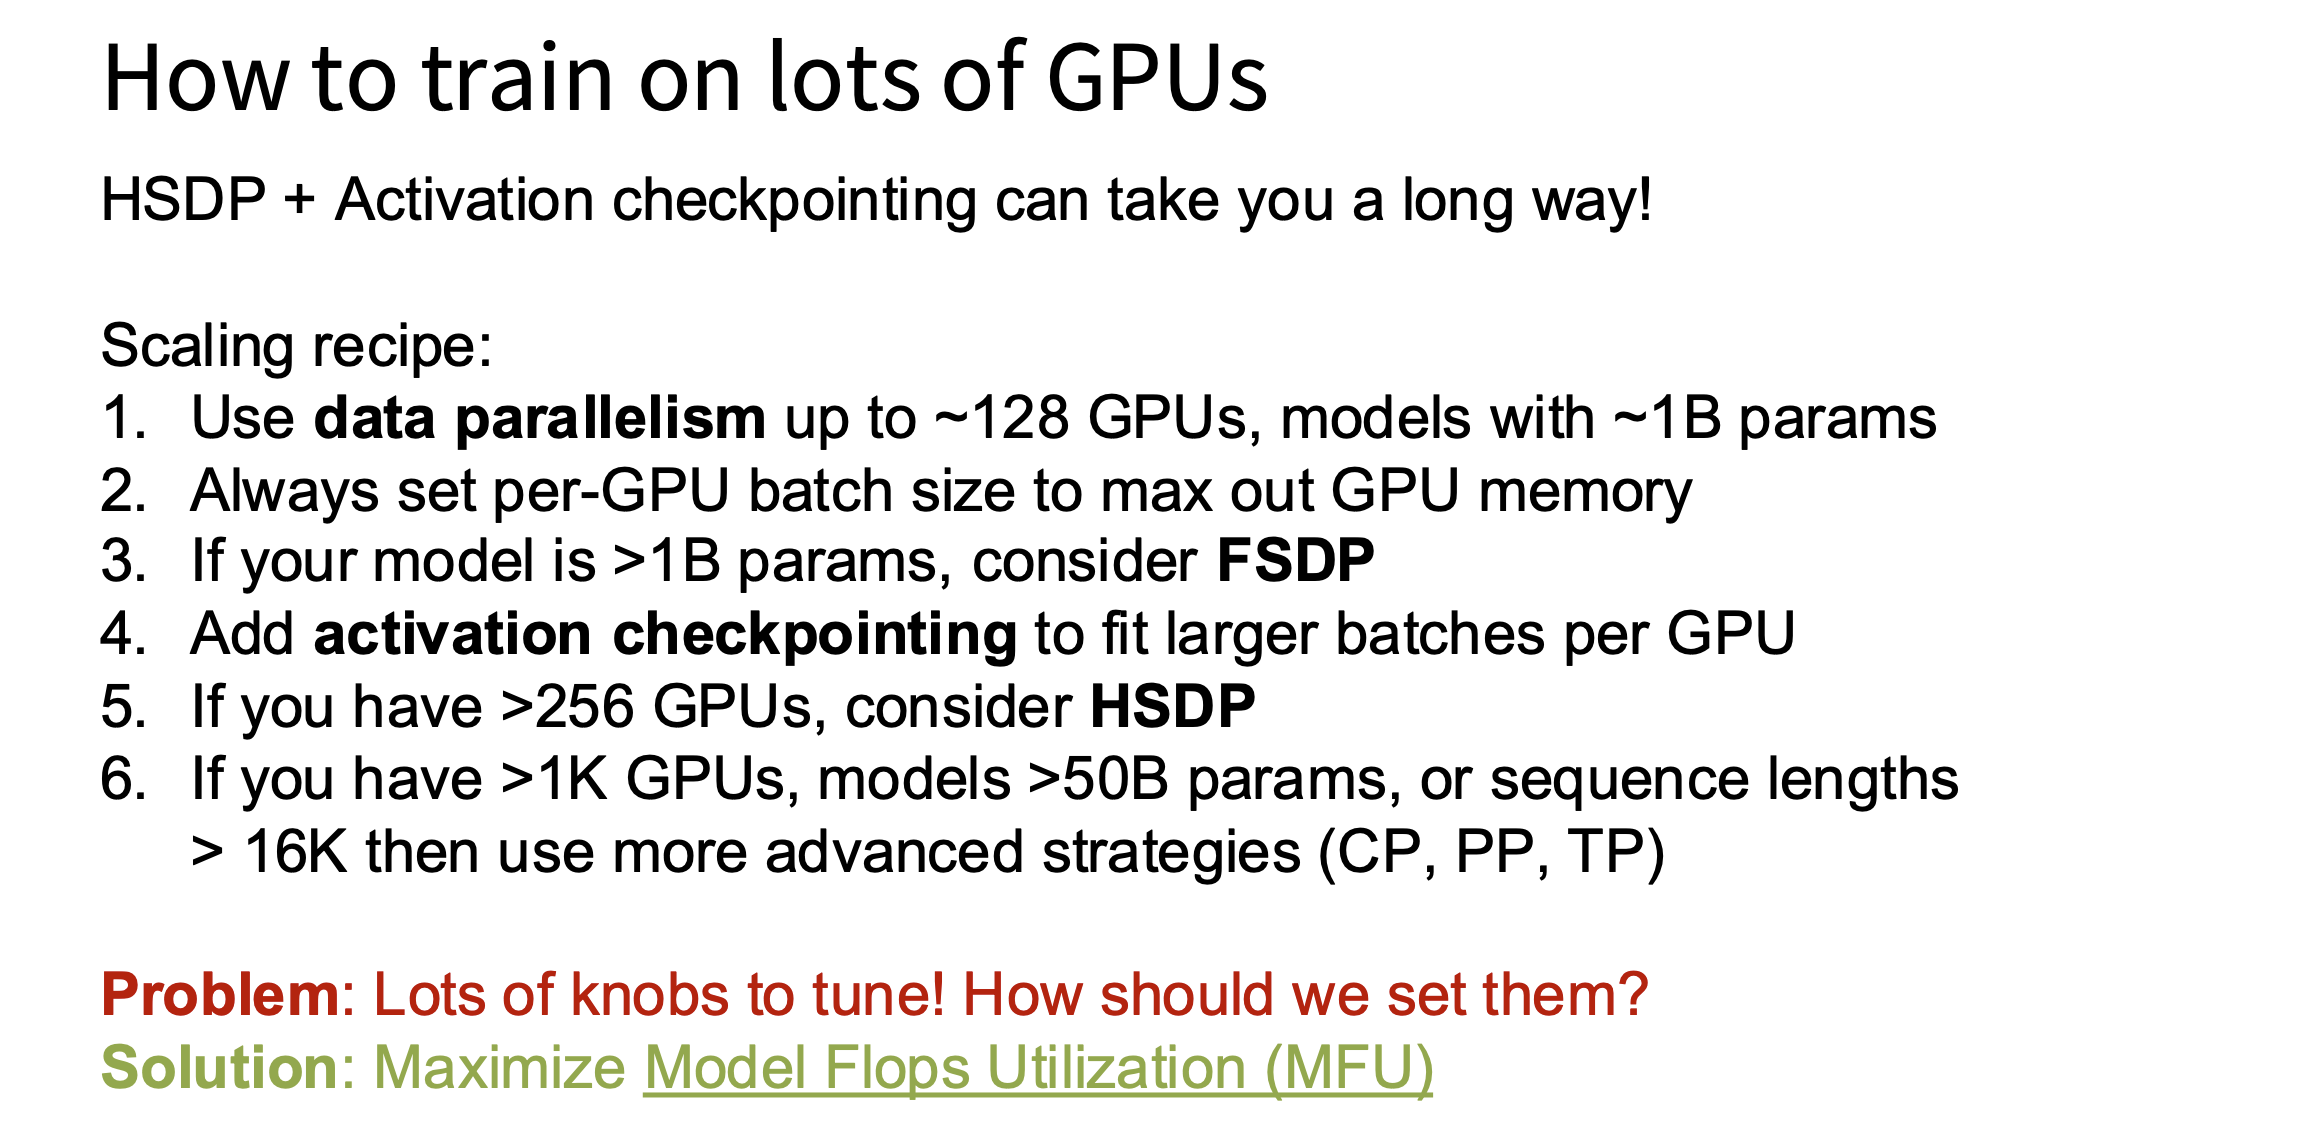 How to train on lots of GPUs
HSDP + Activation checkpointing can take you a long way!
Scaling recipe:
1. Use data parallelism up to ~128 GPUs, models with ~1B params
2. Always set per-GPU batch size to max out GPU memory
3. If your model is >1B params, consider FSDP
4. Add activation checkpointing to fit larger batches per GPU
5. If you have >256 GPUs, consider HSDP
6. If you have >1K GPUs, models >50B params, or sequence lengths
> 16K then use more advanced strategies (CP, PP, TP)
Problem: Lots of knobs to tune! How should we set them?
Solution: Maximize Model Flops Utilization (MFU)